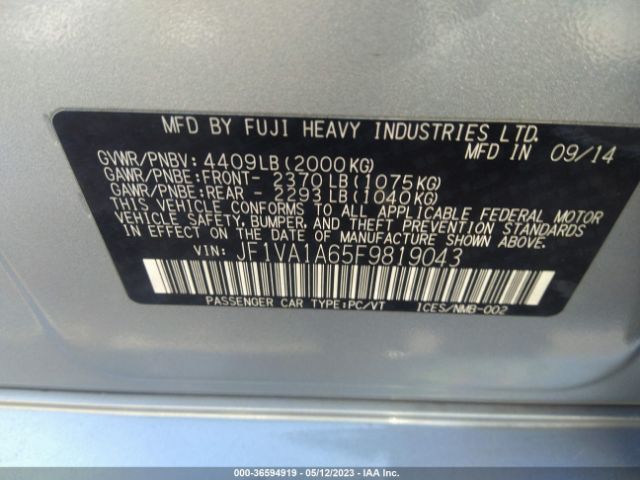 MFD BY FUJI HEAVY INDUSTRIES LTD.
MFD IN 09/14
GVWR/PNBV: 4409LB(2000KG)
GAWR/PNBE:FRONT- 2370LB(1075KG)
GAWR/PNBE:REAR - 2293LB(1040KG)
THIS VEHICLE CONFORMS TO ALL APPLICABLE FEDERAL MOTOR
VEHICLE SAFETY, BUMPER, AND THEFT PREVENTION STANDARDS
IN EFFECT ON THE DATE OF MANUFACTURE SHOWN ABOVE.
VIN: JF1VA1A65F9819043
PASSENGER CAR TYPE:PC/VT ICES/NMB-002
000-36594919 - 05/12/2023 - IAA Inc.